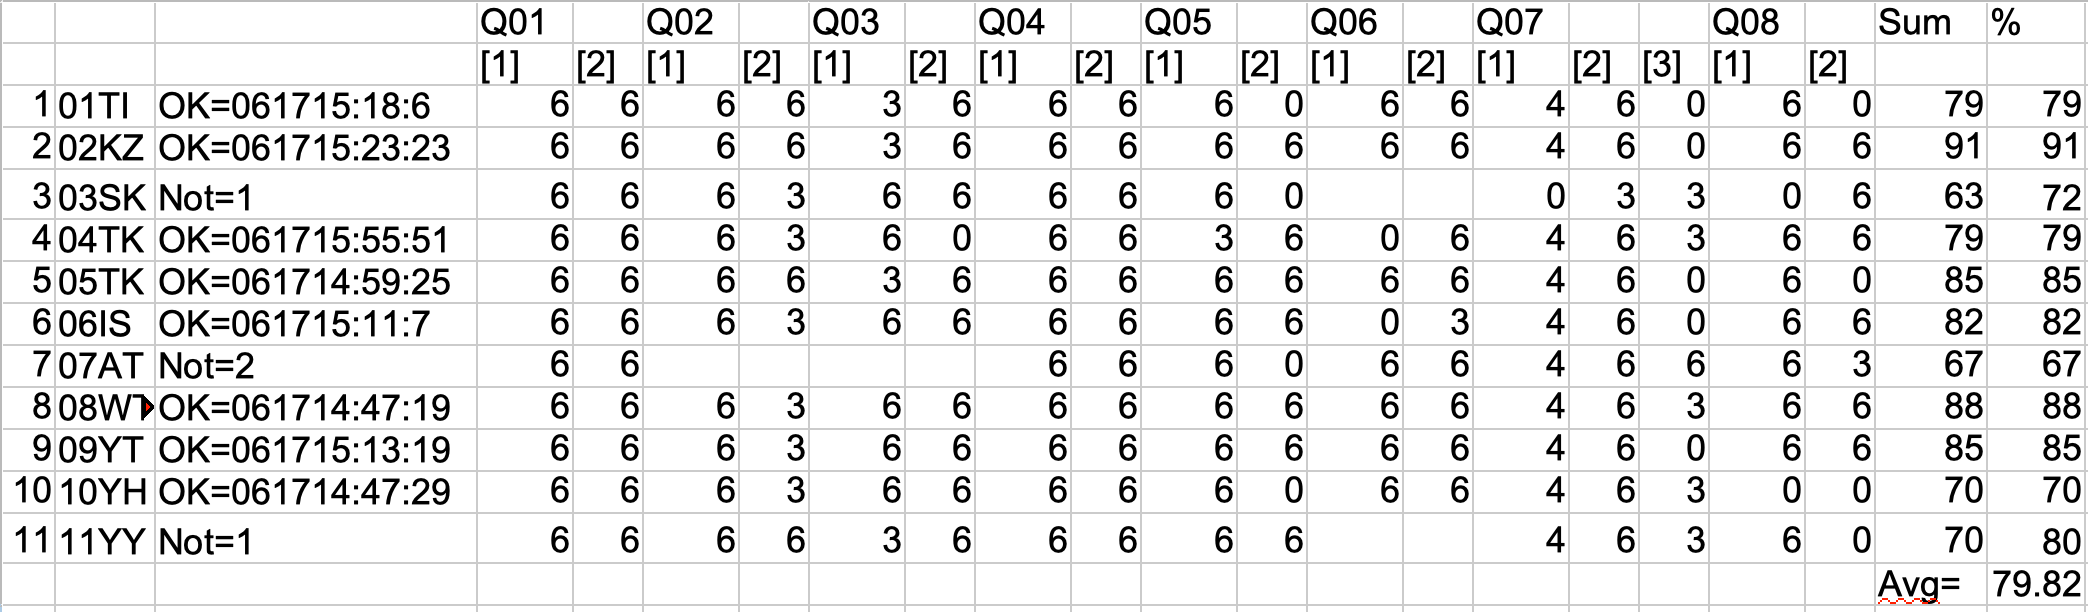 Q01 Q02 Q03 Q04 Q05 Q06 Q07 Q08 Sum %
[1] [2] [1] [2] [1] [2] [1] [2] [1] [2] [1] [2] [1] [2] [3] [1] [2]
1 01TI OK=061715:18:6 6 6 6 6 3 6 6 6 6 0 6 6 4 6 0 6 0 79 79
2 02KZ OK=061715:23:23 6 6 6 6 3 6 6 6 6 6 6 6 4 6 0 6 6 91 91
3 03SK Not=1 6 6 6 3 6 6 6 6 6 0 0 3 3 0 6 63 72
4 04TK OK=061715:55:51 6 6 6 3 6 0 6 6 3 6 0 6 4 6 3 6 6 79 79
5 05TK OK=061714:59:25 6 6 6 6 3 6 6 6 6 6 6 6 4 6 0 6 0 85 85
6 06IS OK=061715:11:7 6 6 6 3 6 6 6 6 6 6 0 3 4 6 0 6 6 82 82
7 07AT Not=2 6 6 6 6 6 0 6 6 4 6 6 6 3 67 67
8 08W OK=061714:47:19 6 6 6 3 6 6 6 6 6 6 6 6 4 6 3 6 6 88 88
9 09YT OK=061715:13:19 6 6 6 3 6 6 6 6 6 6 6 6 4 6 0 6 6 85 85
10 10YH OK=061714:47:29 6 6 6 3 6 6 6 6 6 0 6 6 4 6 3 0 0 70 70
11 11YY Not=1 6 6 6 6 3 6 6 6 6 6 4 6 3 6 0 70 80
Avg= 79.82